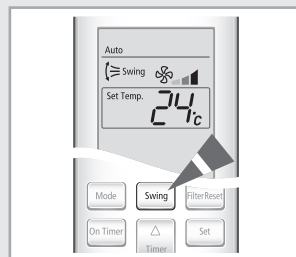 Auto
Swing
Set Temp.
24°c
Mode Swing Filter Reset
On Timer Timer Set